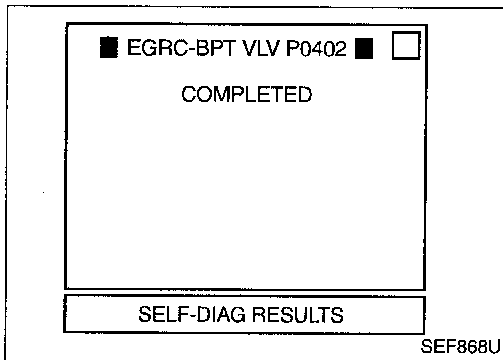 ■ EGRC-BPT VLV P0402 ■
COMPLETED
SELF-DIAG RESULTS
SEF868U